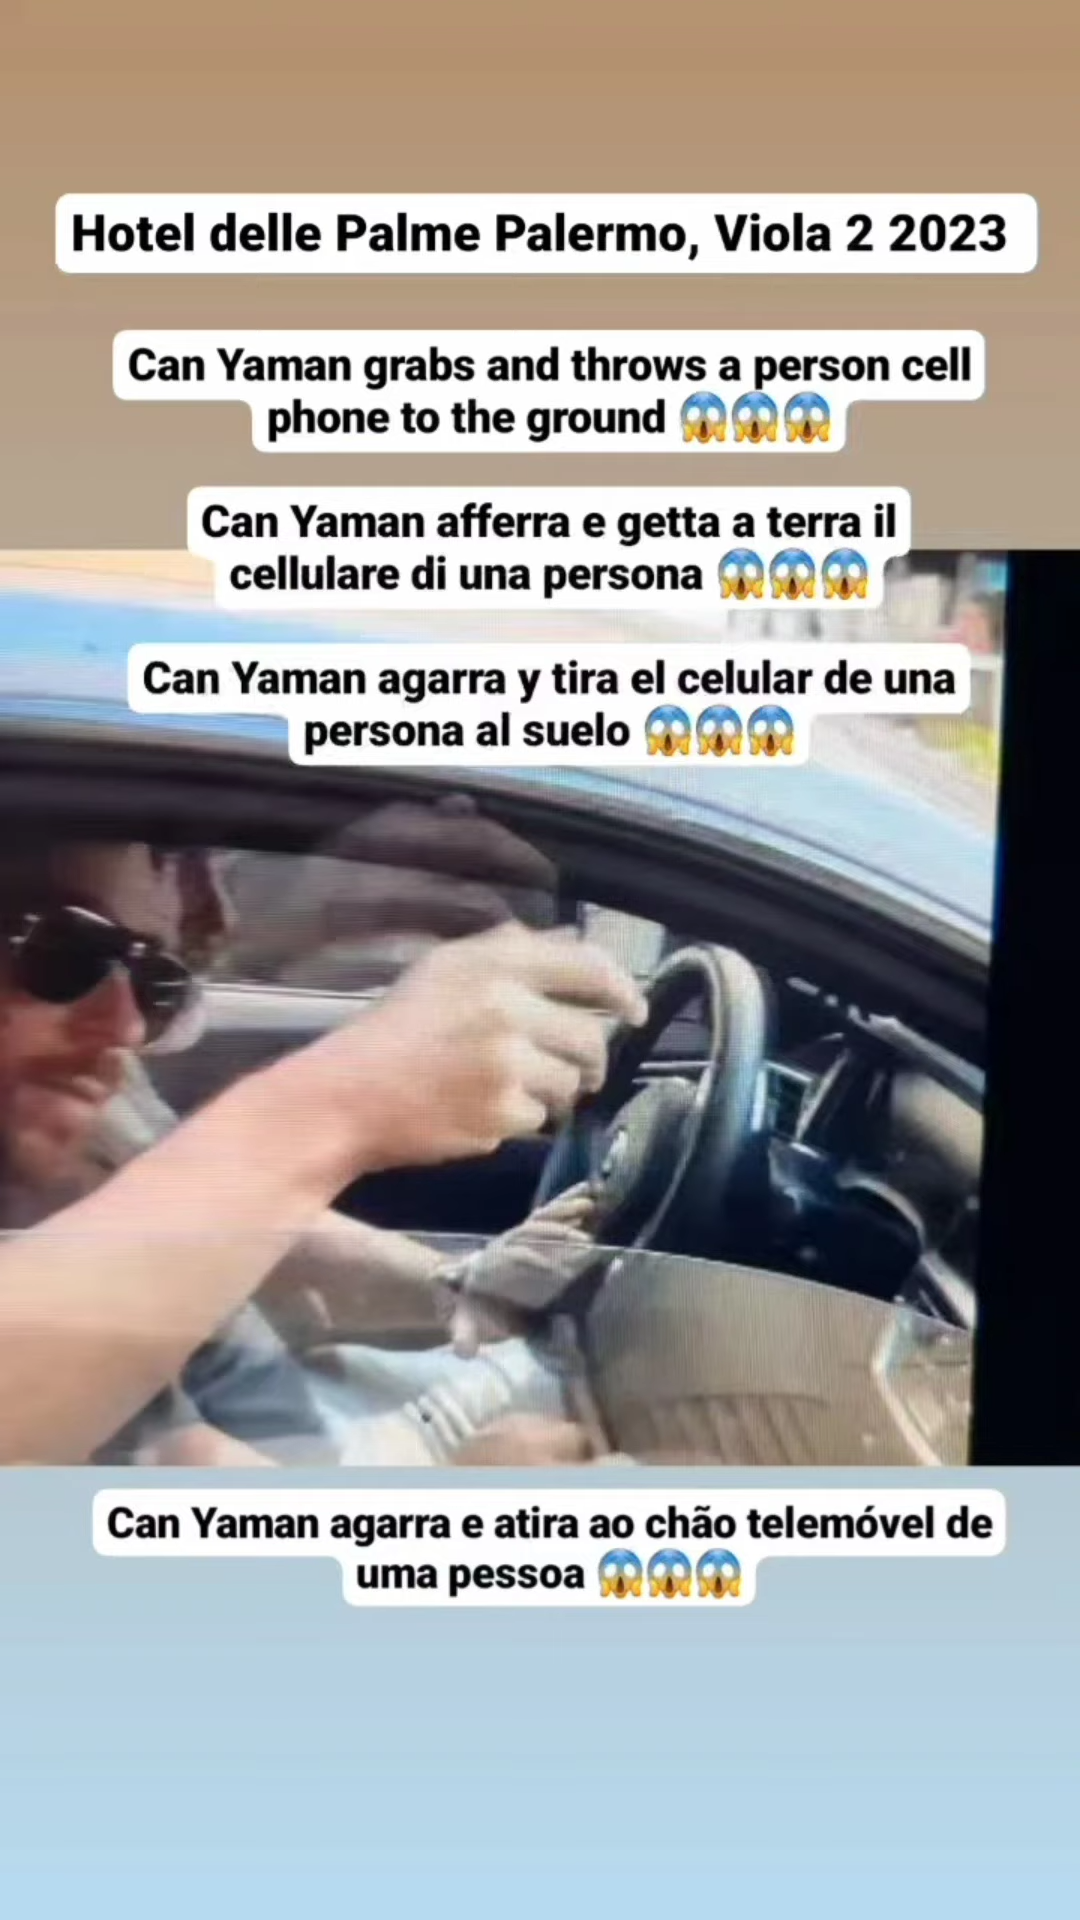 Hotel delle Palme Palermo, Viola 2 2023
Can Yaman grabs and throws a person cell
phone to the ground 😱😱😱
Can Yaman afferra e getta a terra il
cellulare di una persona 😱😱😱
Can Yaman agarra y tira el celular de una
persona al suelo 😱😱😱
Can Yaman agarra e atira ao chão telemóvel de
uma pessoa 😱😱😱